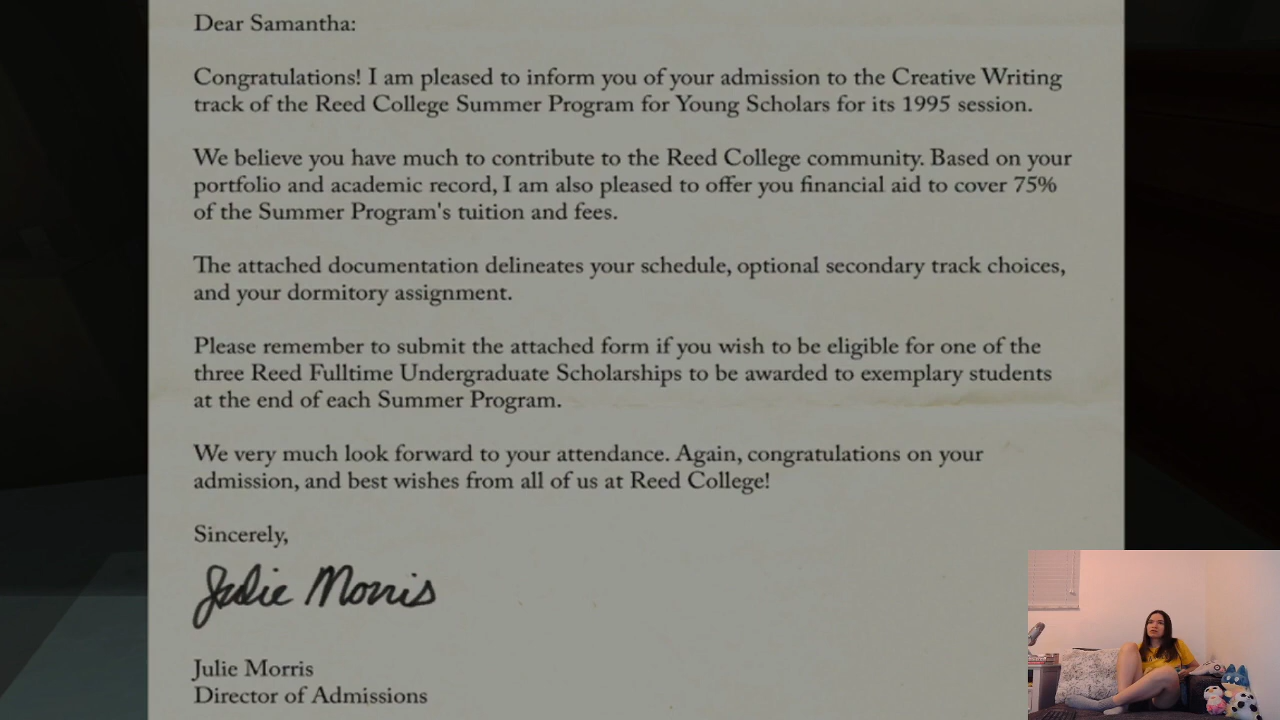 Dear Samantha:
Congratulations! I am pleased to inform you of your admission to the Creative Writing
track of the Reed College Summer Program for Young Scholars for its 1995 session.
We believe you have much to contribute to the Reed College community. Based on your
portfolio and academic record, I am also pleased to offer you financial aid to cover 75%
of the Summer Program's tuition and fees.
The attached documentation delineates your schedule, optional secondary track choices,
and your dormitory assignment.
Please remember to submit the attached form if you wish to be eligible for one of the
three Reed Fulltime Undergraduate Scholarships to be awarded to exemplary students
at the end of each Summer Program.
We very much look forward to your attendance. Again, congratulations on your
admission, and best wishes from all of us at Reed College!
Sincerely,
Julie Morris
Julie Morris
Director of Admissions